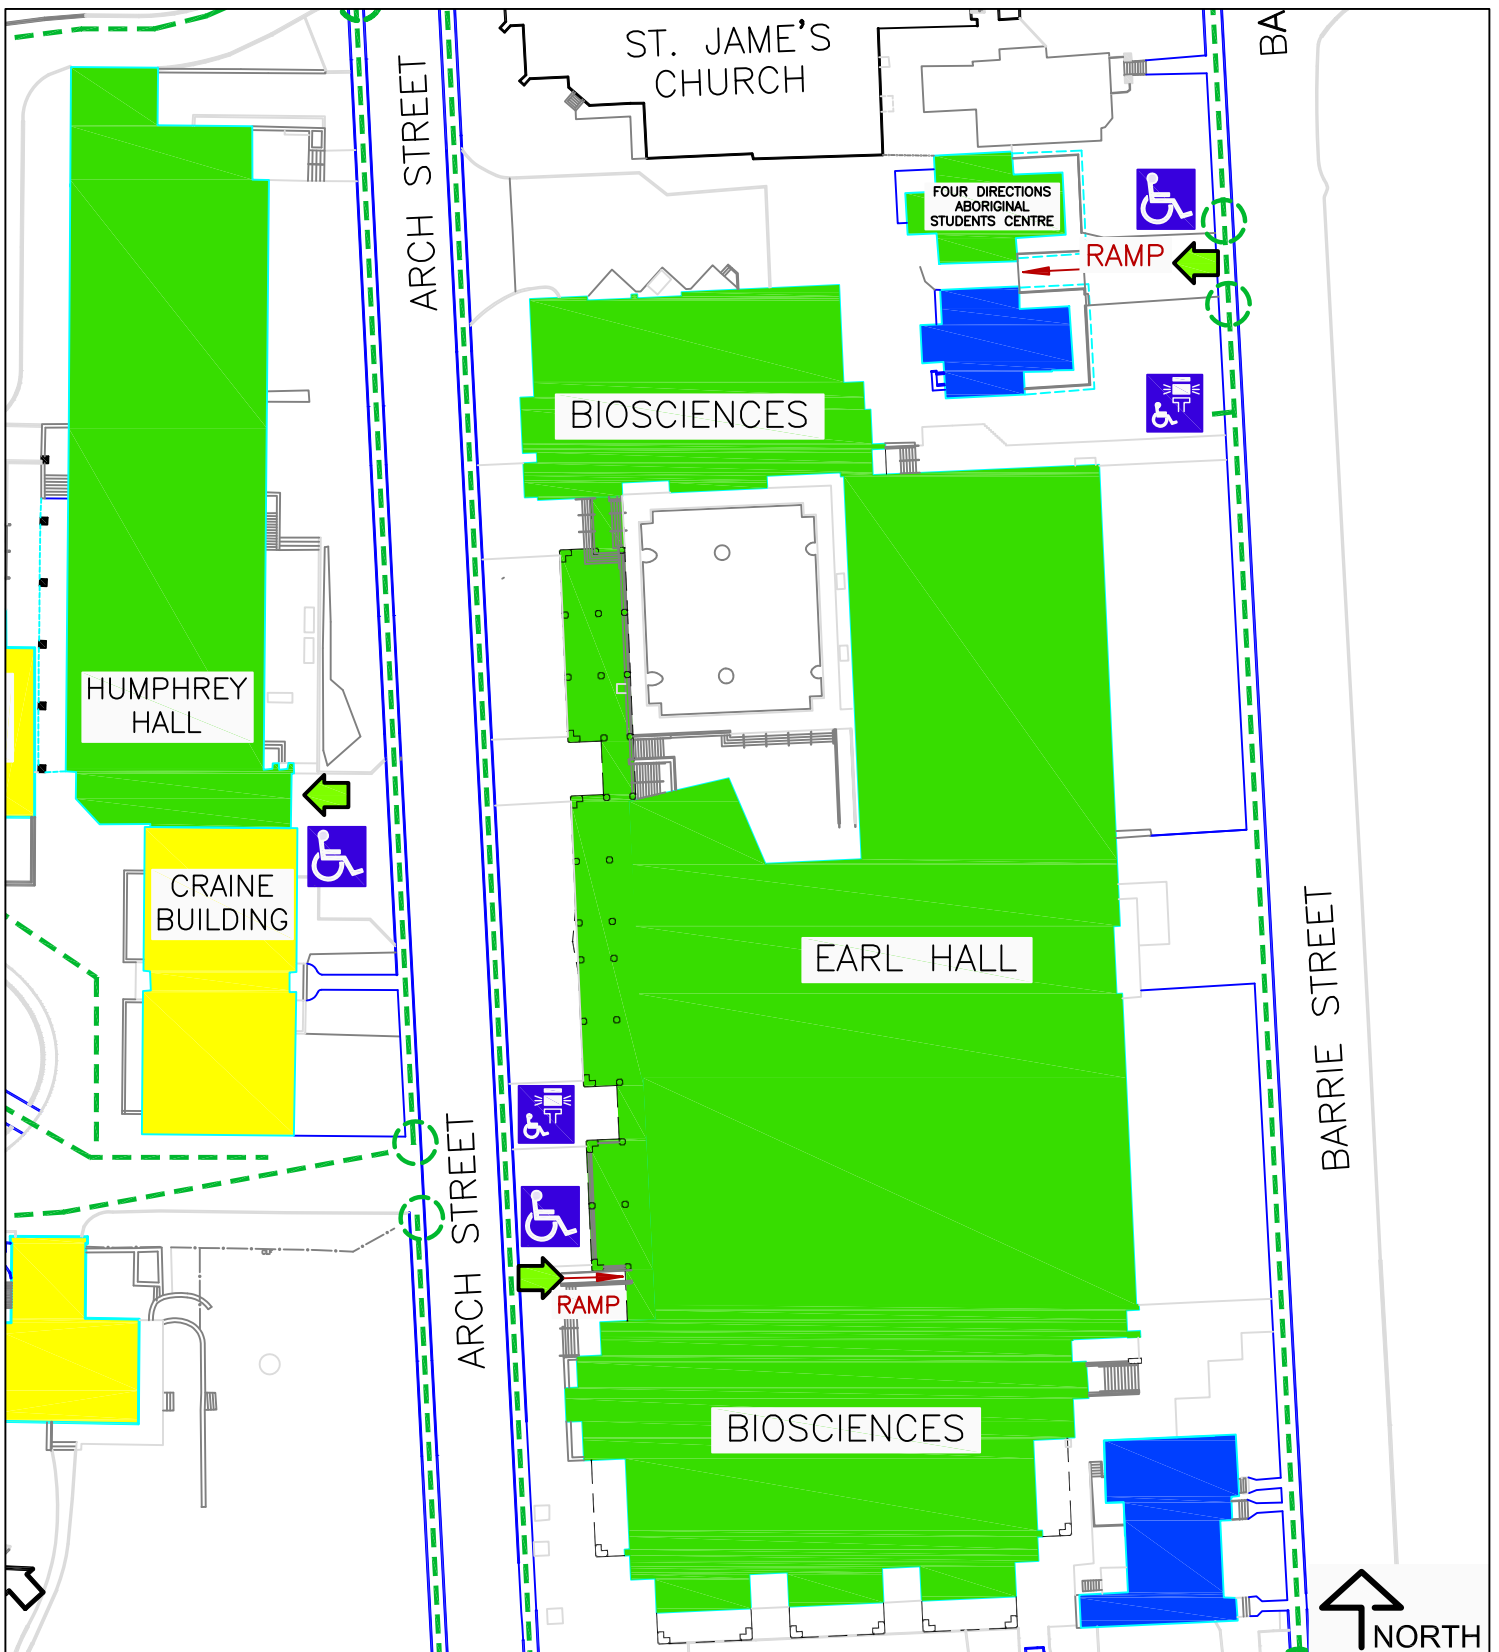 ST. JAME'S
CHURCH
BA
ARCH STREET
FOUR DIRECTIONS
ABORIGINAL
STUDENTS CENTRE
RAMP
BIOSCIENCES
HUMPHREY
HALL
CRAINE
BUILDING
EARL HALL
BARRIE STREET
ARCH STREET
RAMP
BIOSCIENCES
NORTH